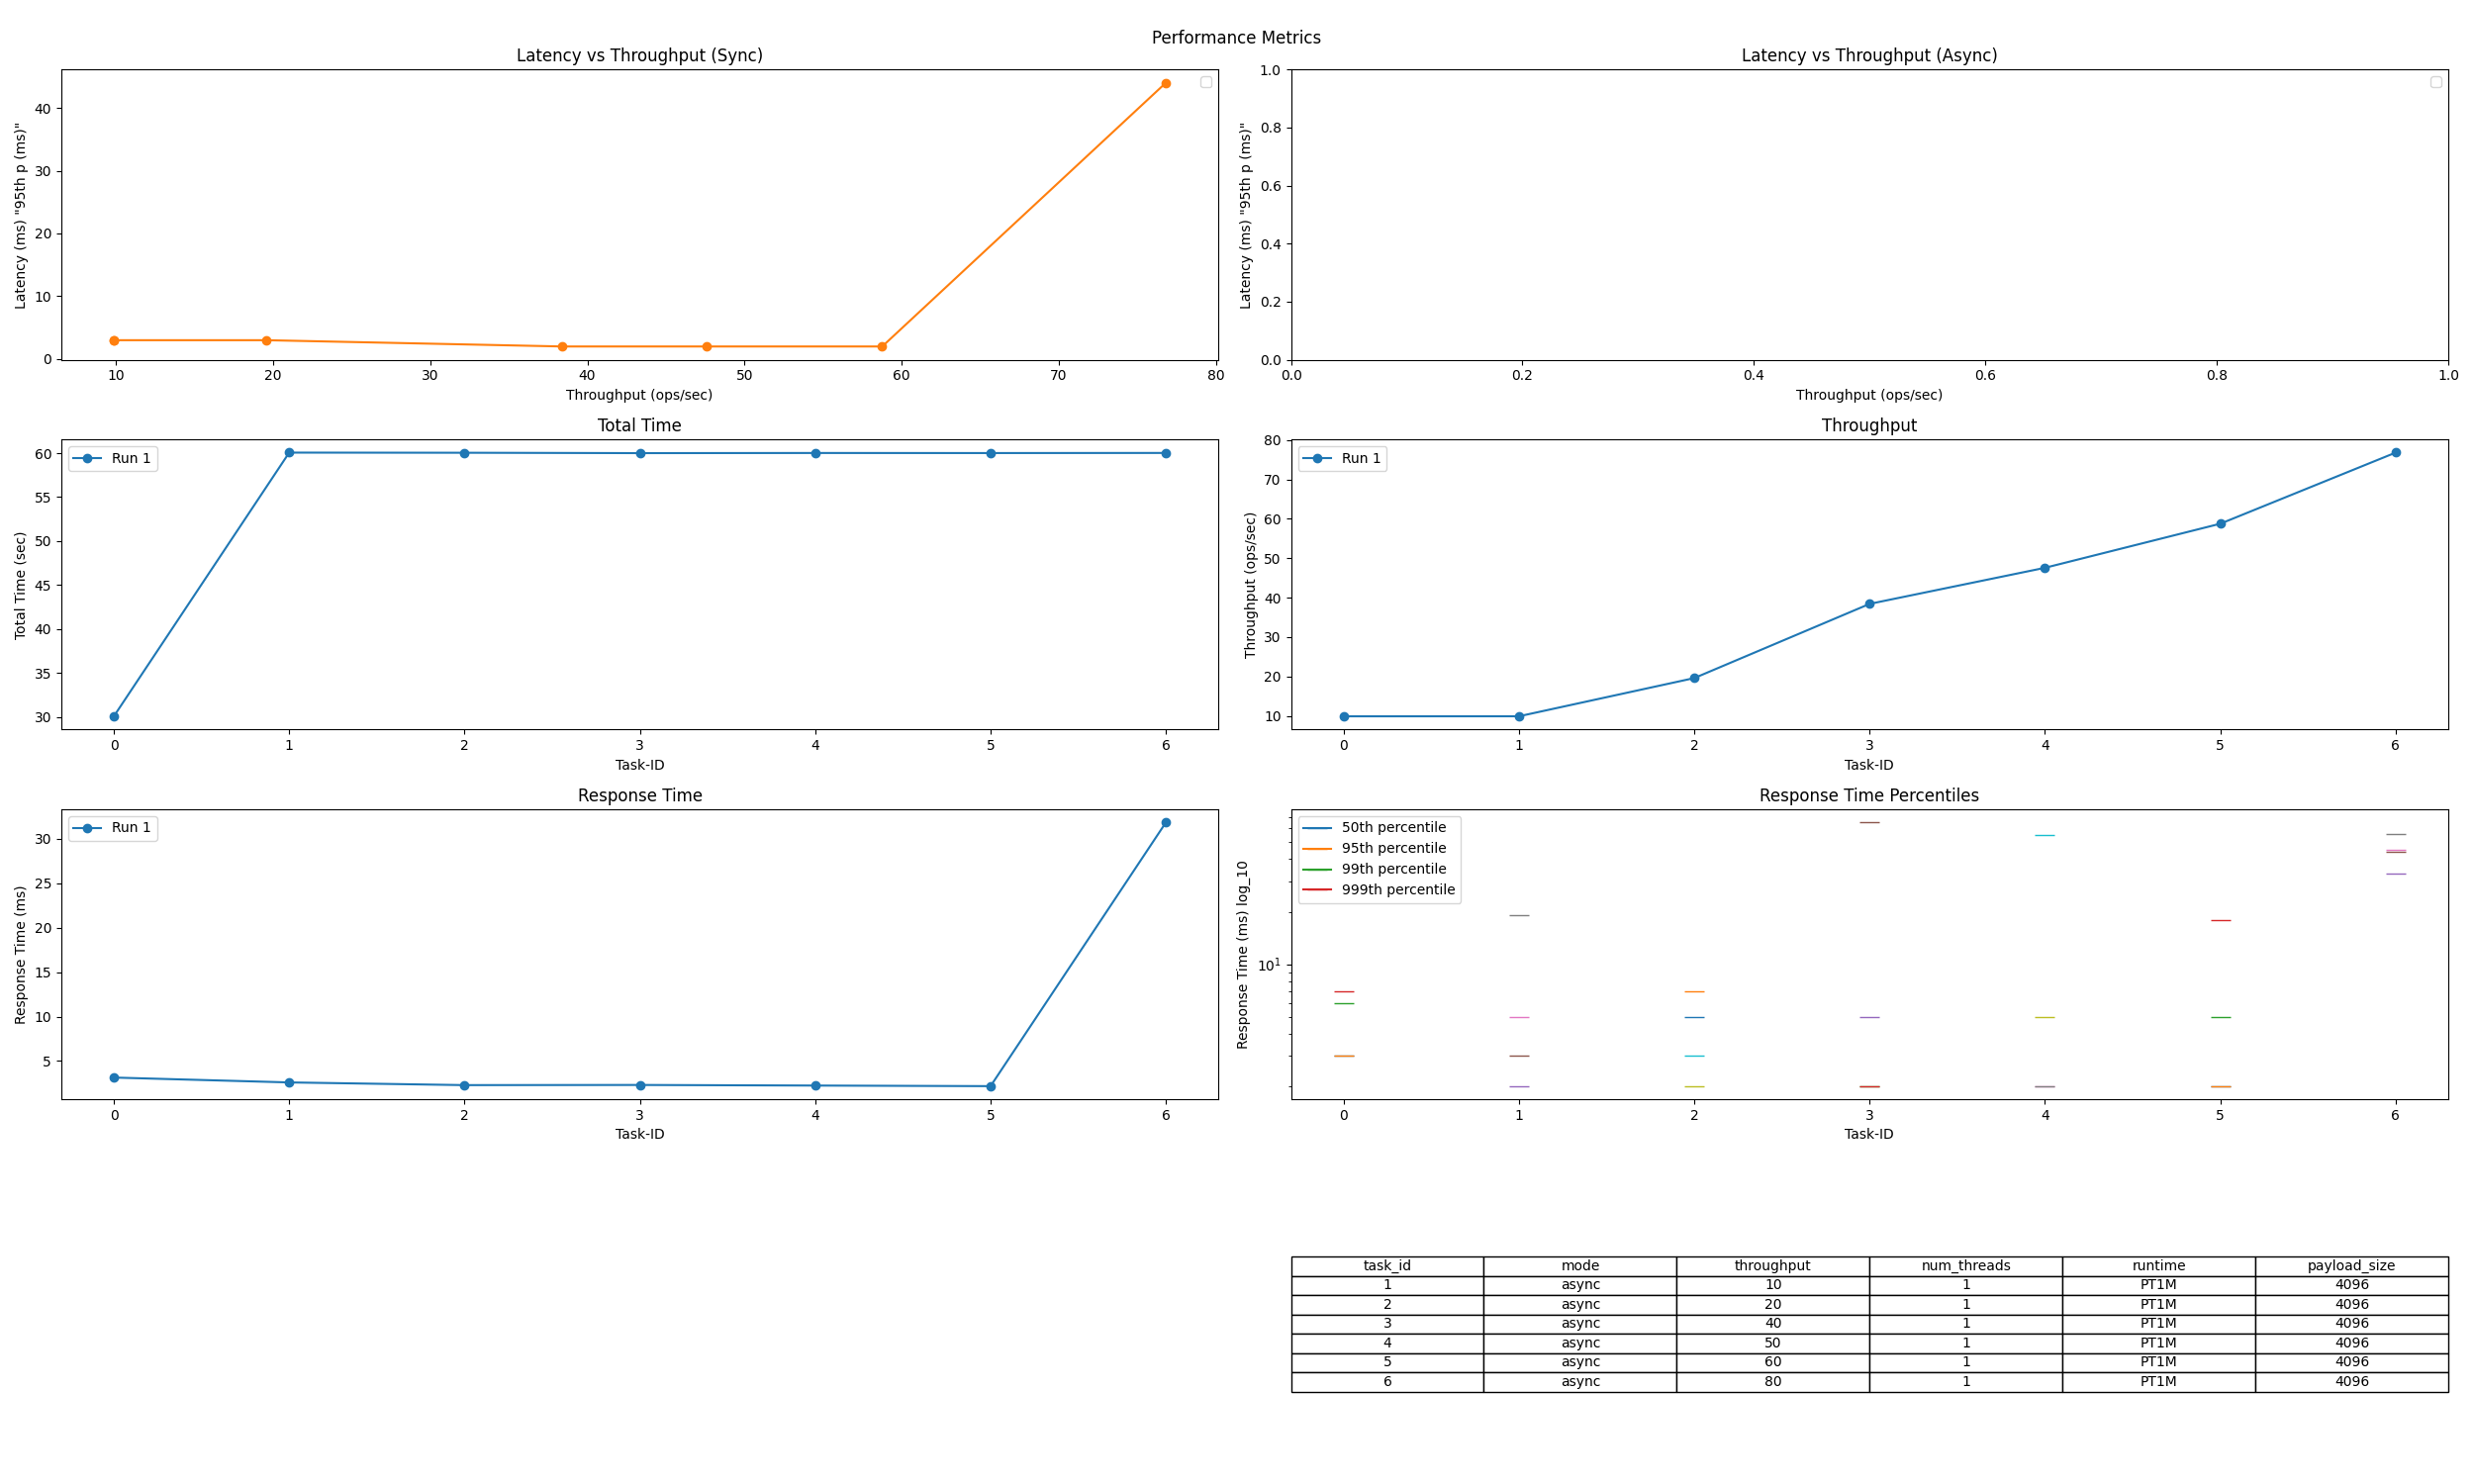 Performance Metrics
Latency vs Throughput (Sync)
Latency (ms) "95th p (ms)"
40
30
20
10
0
10 20 30 40 50 60 70 80
Throughput (ops/sec)
Latency vs Throughput (Async)
Latency (ms) "95th p (ms)"
1.0
0.8
0.6
0.4
0.2
0.0
0.0 0.2 0.4 0.6 0.8 1.0
Throughput (ops/sec)
Total Time
Run 1
Total Time (sec)
60
55
50
45
40
35
30
0 1 2 3 4 5 6
Task-ID
Throughput
Run 1
Throughput (ops/sec)
80
70
60
50
40
30
20
10
0 1 2 3 4 5 6
Task-ID
Response Time
Run 1
Response Time (ms)
30
25
20
15
10
5
0 1 2 3 4 5 6
Task-ID
Response Time Percentiles
50th percentile
95th percentile
99th percentile
999th percentile
Response Time (ms) log_10
10¹
0 1 2 3 4 5 6
Task-ID
task_id mode throughput num_threads runtime payload_size
1 async 10 1 PT1M 4096
2 async 20 1 PT1M 4096
3 async 40 1 PT1M 4096
4 async 50 1 PT1M 4096
5 async 60 1 PT1M 4096
6 async 80 1 PT1M 4096